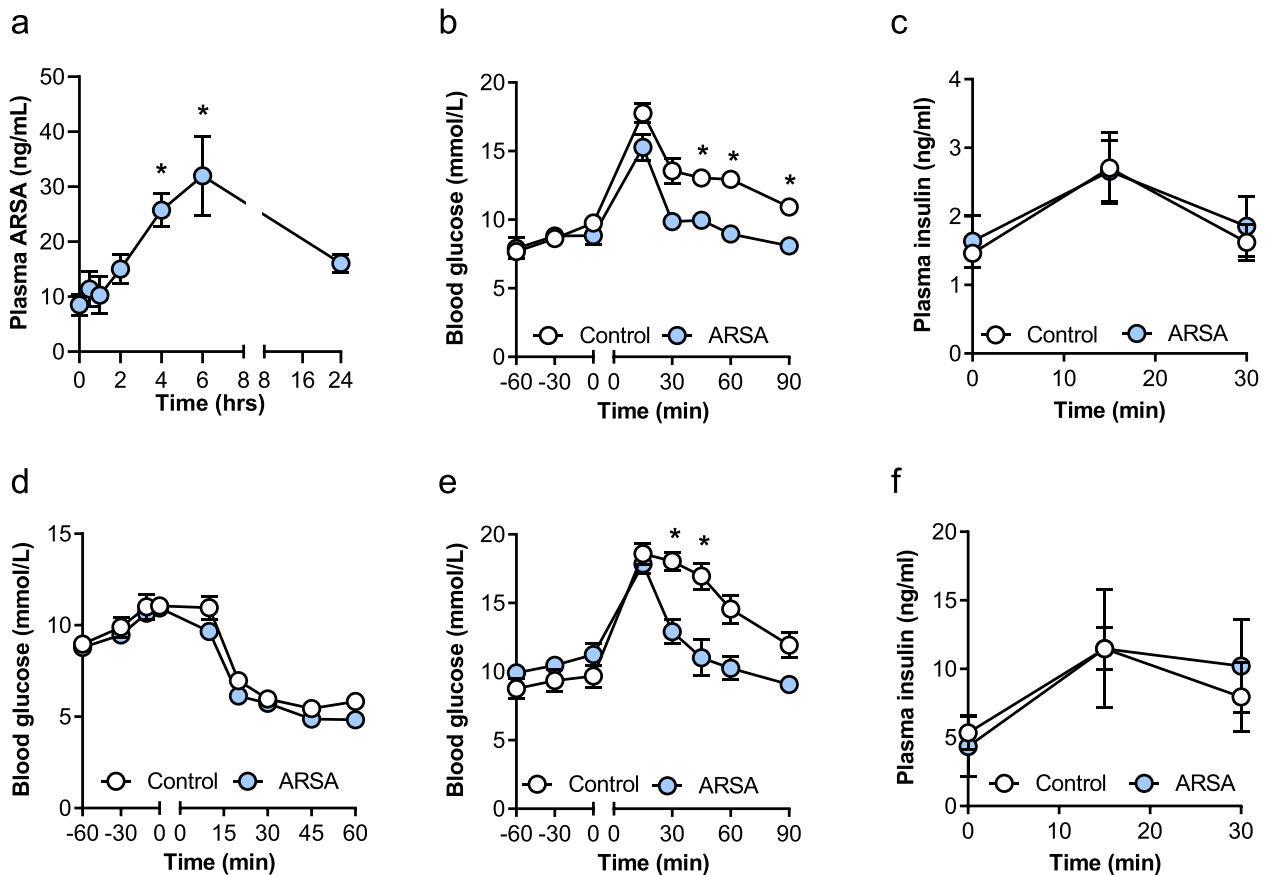 a
Plasma ARSA (ng/mL)
50
40
30
20
10
0
* *
0 2 4 6 8 8 16 24
Time (hrs)
b
Blood glucose (mmol/L)
20
15
10
5
0
* * *
Control ARSA
-60 -30 0 0 30 60 90
Time (min)
c
Plasma insulin (ng/ml)
4
3
2
1
0
Control ARSA
0 10 20 30
Time (min)
d
Blood glucose (mmol/L)
15
10
5
0
Control ARSA
-60 -30 0 0 15 30 45 60
Time (min)
e
Blood glucose (mmol/L)
20
15
10
5
0
* *
Control ARSA
-60 -30 0 0 30 60 90
Time (min)
f
Plasma insulin (ng/ml)
20
15
10
5
0
Control ARSA
0 10 20 30
Time (min)